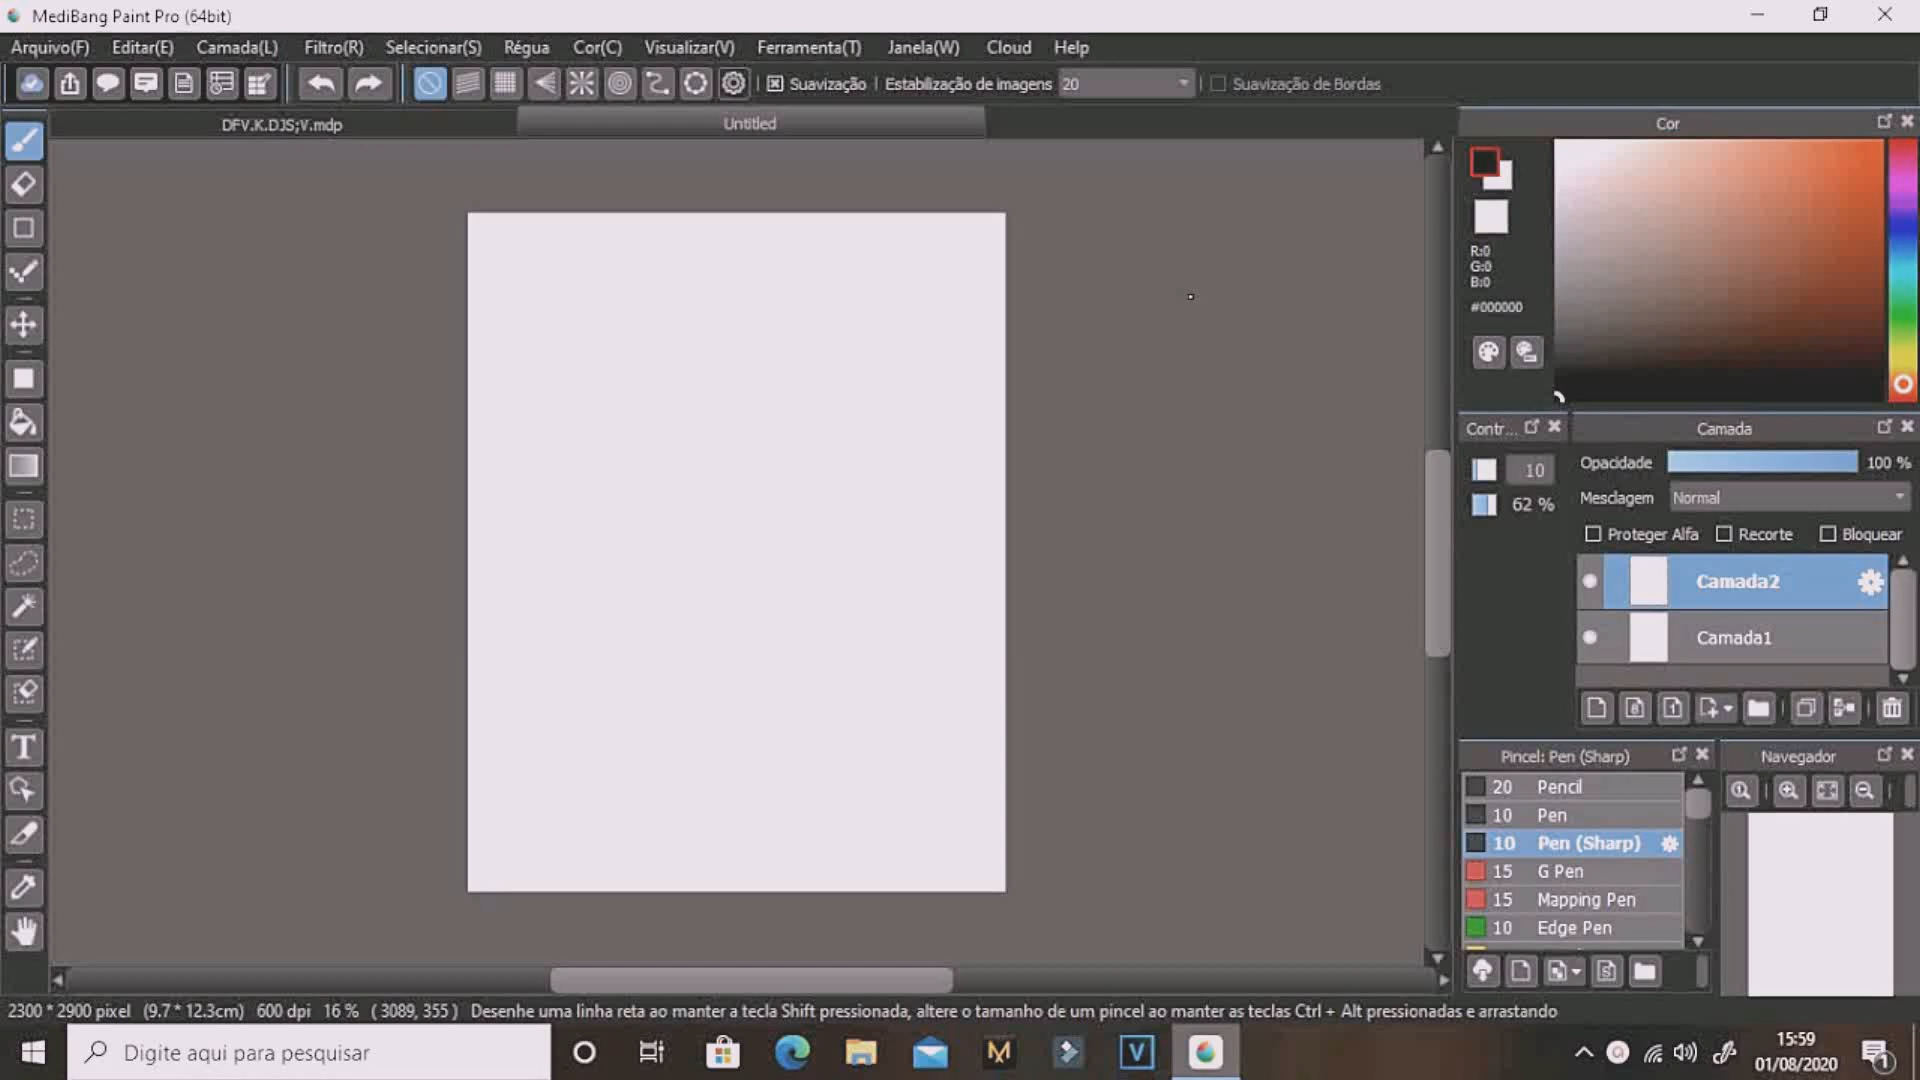 MediBang Paint Pro (64bit)
Arquivo(F) Editar(E) Camada(L) Filtro(R) Selecionar(S) Régua Cor(C) Visualizar(V) Ferramenta(T) Janela(W) Cloud Help
Suavização Estabilização de imagens 20 Suavização de Bordas
DFV.K.DJS;V.mdp Untitled
Cor
R:0
G:0
B:0
#000000
Contr... Camada
10 Opacidade 100 %
62 % Mesclagem Normal
Proteger Alfa Recorte Bloquear
Camada2
Camada1
Pincel: Pen (Sharp) Navegador
20 Pencil
10 Pen
10 Pen (Sharp)
15 G Pen
15 Mapping Pen
10 Edge Pen
2300 * 2900 pixel (9.7 * 12.3cm) 600 dpi 16 % ( 3089, 355 ) Desenhe uma linha reta ao manter a tecla Shift pressionada, altere o tamanho de um pincel ao manter as teclas Ctrl + Alt pressionadas e arrastando
Digite aqui para pesquisar
15:59
01/08/2020
1